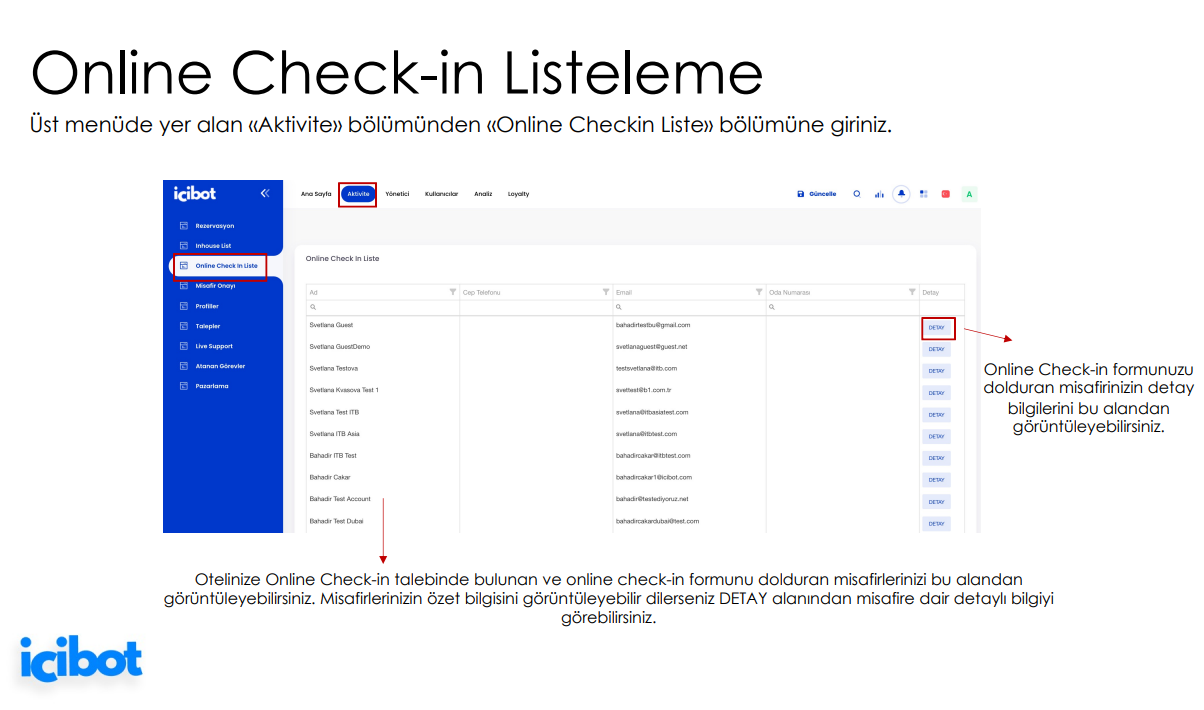 Online Check-in Listeleme
Üst menüde yer alan «Aktivite» bölümünden «Online Checkin Liste» bölümüne giriniz.
icibot
Ana Sayfa Aktivite Yönetici Kullanıcılar Analiz Loyalty
Güncelle
A
Rezervasyon
Inhouse List
Online Check In Liste
Misafir Onayı
Profiller
Talepler
Live Support
Atanan Görevler
Pazarlama
Online Check In Liste
Ad Cep Telefonu Email Oda Numarası Detay
Svetlana Guest bahadirtestbu@gmail.com DETAY
Svetlana GuestDemo svetlanaguest@guest.net DETAY
Svetlana Testova testsvetlana@itb.com DETAY
Svetlana Kvasova Test 1 svettest@b1.com.tr DETAY
Svetlana Test ITB svetlana@itbasiatest.com DETAY
Svetlana ITB Asia svetlana@itbtest.com DETAY
Bahadir ITB Test bahadircakar@itbtest.com DETAY
Bahadir Cakar bahadircakar1@icibot.com DETAY
Bahadir Test Account bahadir@testediyoruz.net DETAY
Bahadir Test Dubai bahadircakardubai@test.com DETAY
Online Check-in formunuzu
dolduran misafirinizin detay
bilgilerini bu alandan
görüntüleyebilirsiniz.
Otelinize Online Check-in talebinde bulunan ve online check-in formunu dolduran misafirlerinizi bu alandan
görüntüleyebilirsiniz. Misafirlerinizin özet bilgisini görüntüleyebilir dilerseniz DETAY alanından misafire dair detaylı bilgiyi
görebilirsiniz.
icibot